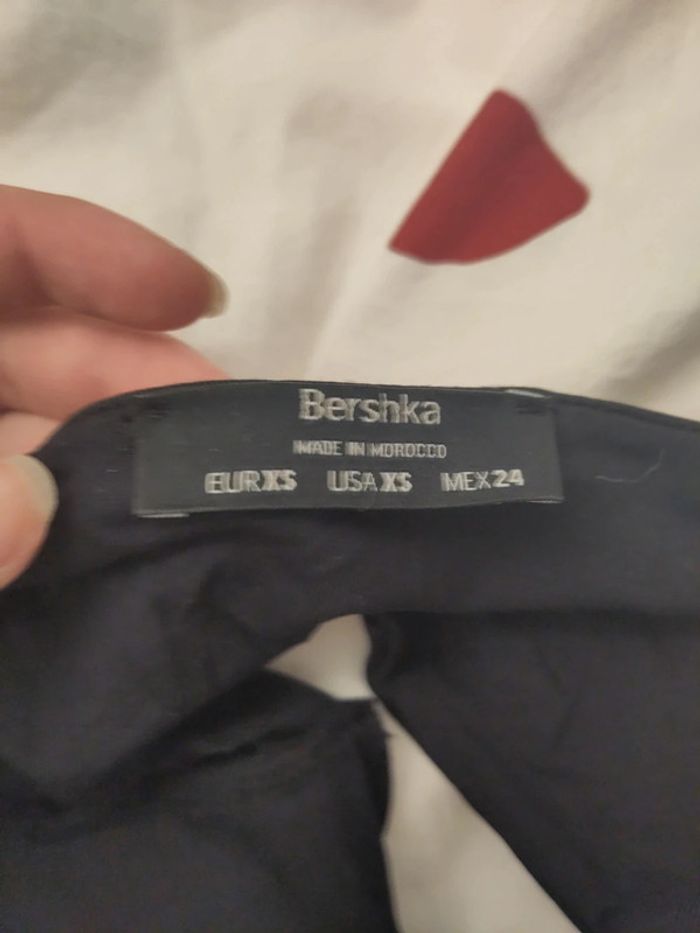 Bershka
MADE IN MOROCCO
EUR XS USA XS MEX 24